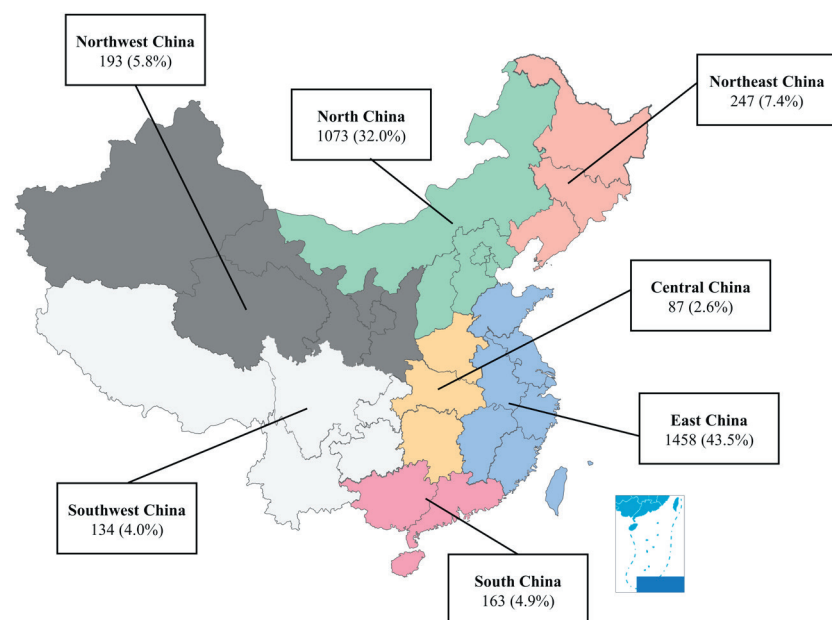 Northwest China
193 (5.8%)
Northeast China
247 (7.4%)
North China
1073 (32.0%)
Central China
87 (2.6%)
East China
1458 (43.5%)
Southwest China
134 (4.0%)
South China
163 (4.9%)